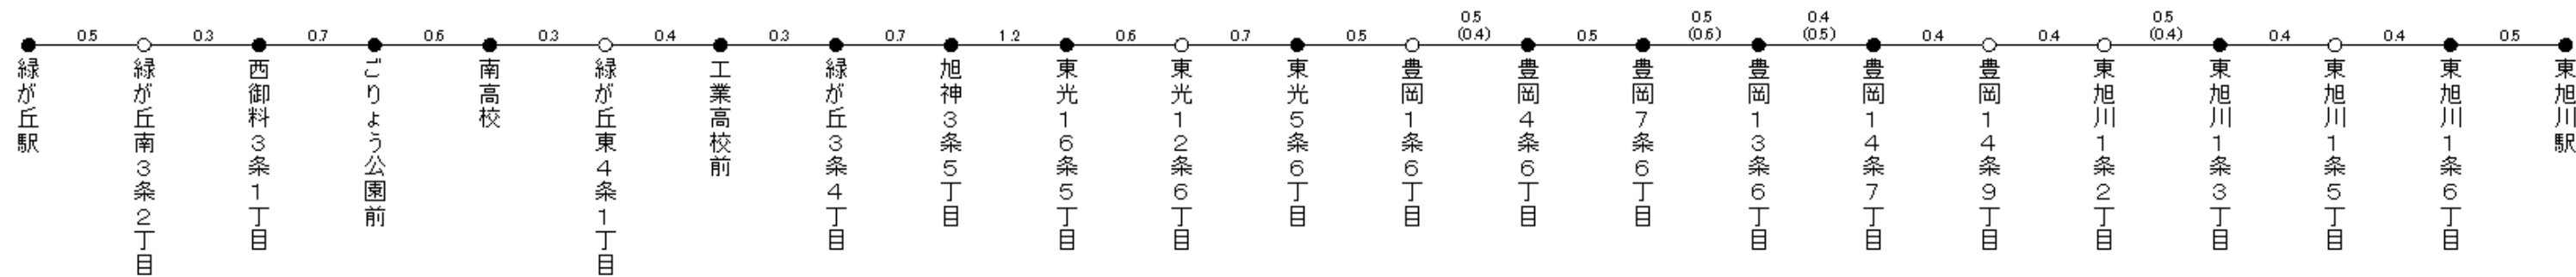 0.5 0.3 0.7 0.6 0.3 0.4 0.3 0.7 1.2 0.6 0.7 0.5 0.5 (0.4) 0.5 0.5 (0.6) 0.4 (0.5) 0.4 0.4 0.5 (0.4) 0.4 0.4 0.5
緑が丘駅
緑が丘南3条2丁目
西御料3条1丁目
ごりょう公園前
南高校
緑が丘東4条1丁目
工業高校前
緑が丘3条4丁目
旭神3条5丁目
東光16条5丁目
東光12条6丁目
東光5条6丁目
豊岡1条6丁目
豊岡4条6丁目
豊岡7条6丁目
豊岡13条6丁目
豊岡14条7丁目
豊岡14条9丁目
東旭川1条2丁目
東旭川1条3丁目
東旭川1条5丁目
東旭川1条6丁目
東旭川駅